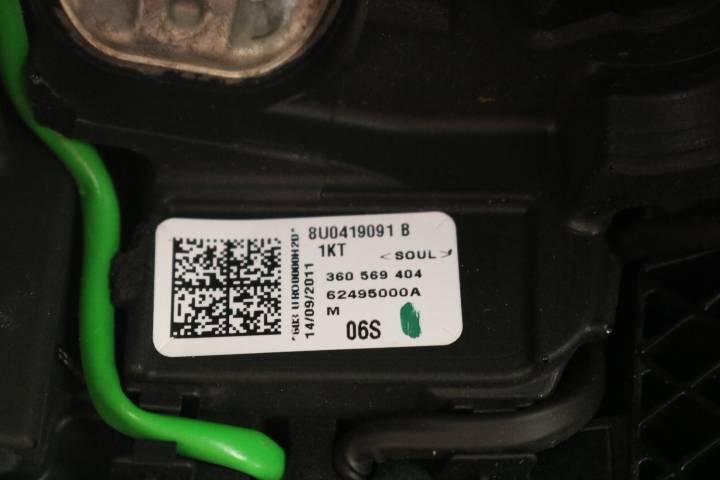 8U0419091 B
1KT
<SOUL>
360 569 404
62495000A
M
06S
14/09/2011